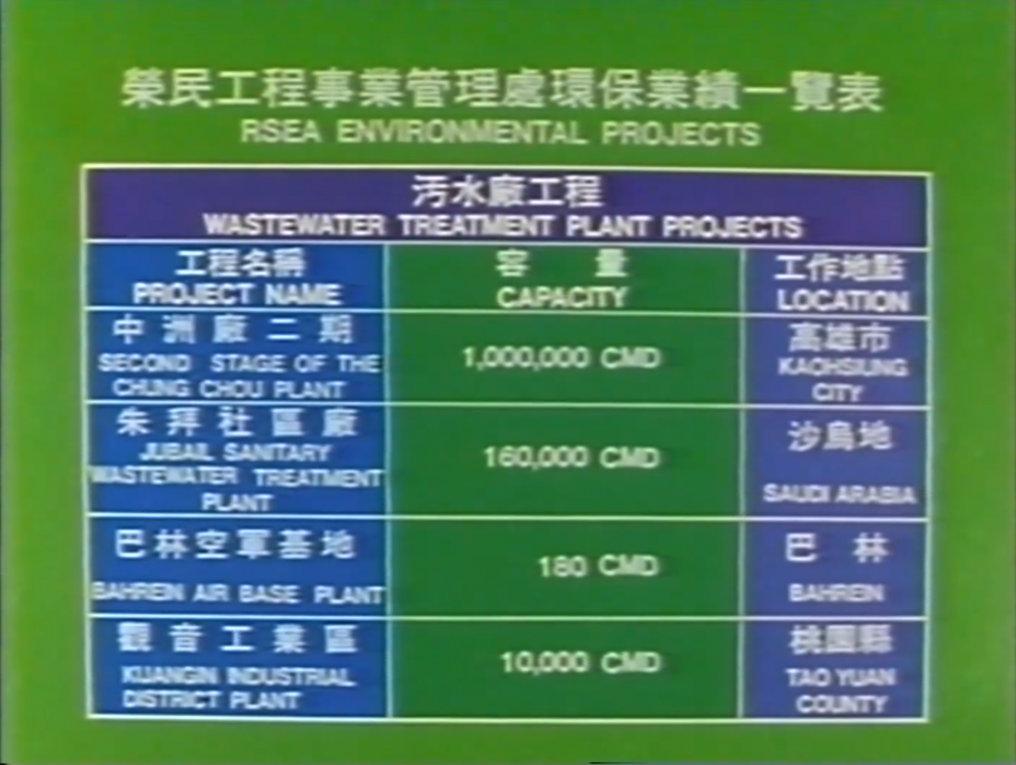 榮民工程事業管理處環保業績一覽表
RSEA ENVIRONMENTAL PROJECTS
汚水廠工程
WASTEWATER TREATMENT PLANT PROJECTS
工程名稱
PROJECT NAME
容 量
CAPACITY
工作地點
LOCATION
中洲廠二期
SECOND STAGE OF THE
CHUNG CHOU PLANT
1,000,000 CMD
高雄市
KAOHSIUNG
CITY
朱拜社區廠
JUBAIL SANITARY
WASTEWATER TREATMENT
PLANT
160,000 CMD
沙烏地
SAUDI ARABIA
巴林空軍基地
BAHREIN AIR BASE PLANT
180 CMD
巴 林
BAHREIN
觀音工業區
KUANGIN INDUSTRIAL
DISTRICT PLANT
10,000 CMD
桃園縣
TAO YUAN
COUNTY